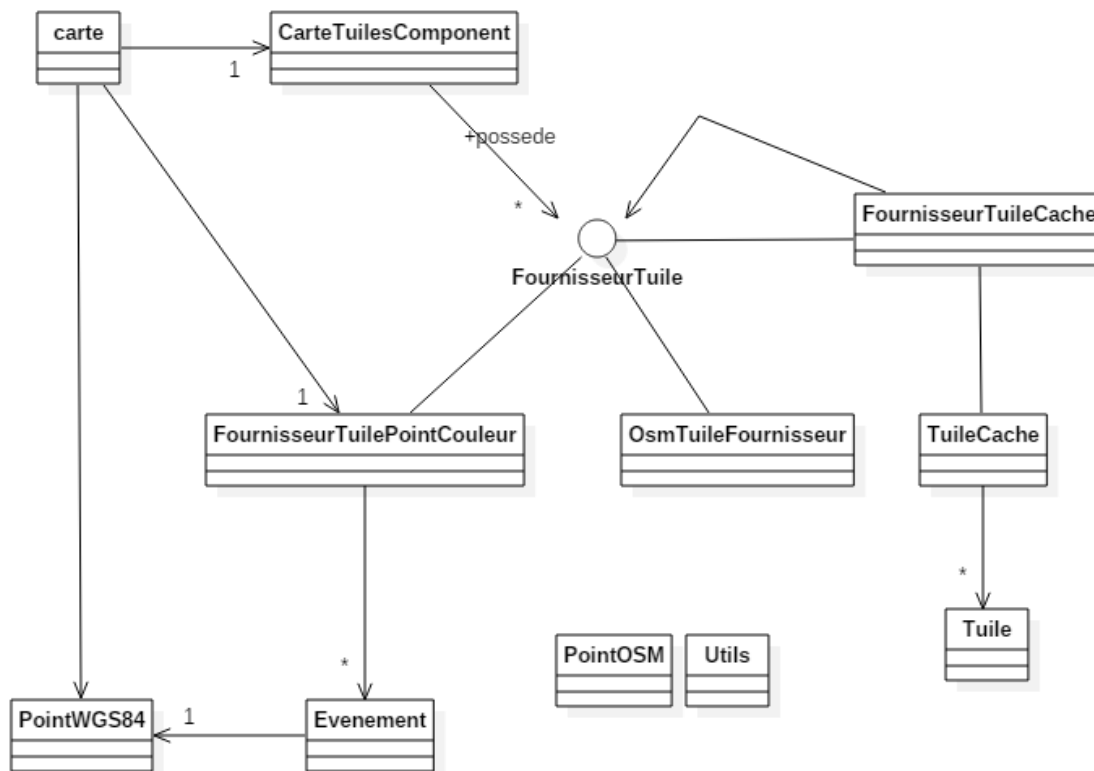 carte
CarteTuilesComponent
1
+possede
*
FournisseurTuileCache
FournisseurTuile
1
FournisseurTuilePointCouleur
OsmTuileFournisseur
TuileCache
*
Tuile
PointOSM
Utils
*
PointWGS84
1
Evenement